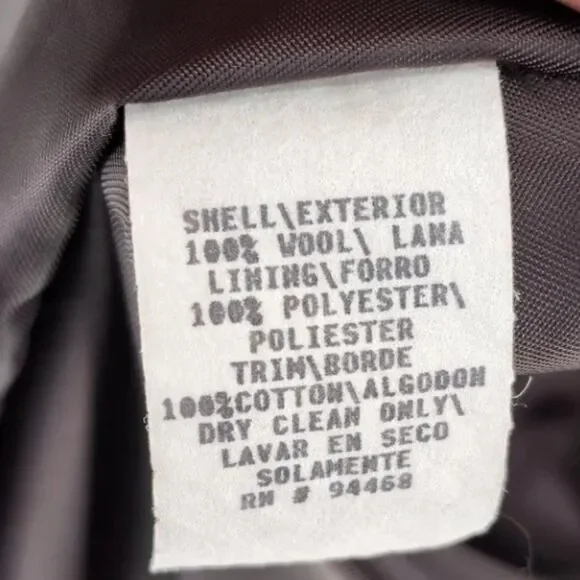 SHELL\EXTERIOR
100% WOOL\ LANA
LINING\FORRO
100% POLYESTER\
POLIESTER
TRIM\BORDE
100%COTTON\ALGODON
DRY CLEAN ONLY\
LAVAR EN SECO
SOLAMENTE
RN # 94468